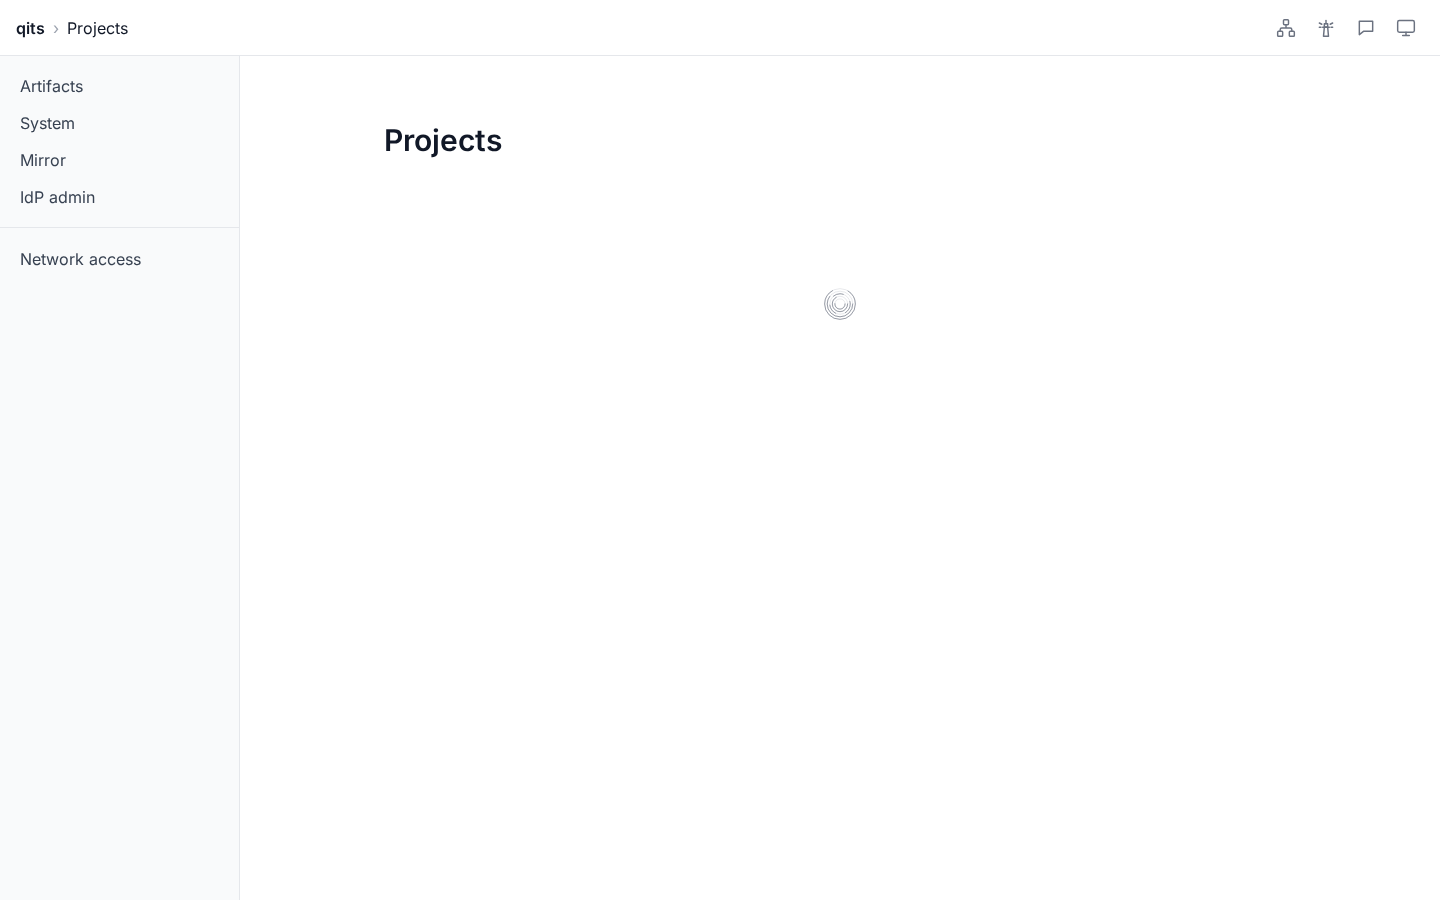 qits › Projects
Artifacts
System
Mirror
IdP admin
Network access
Projects